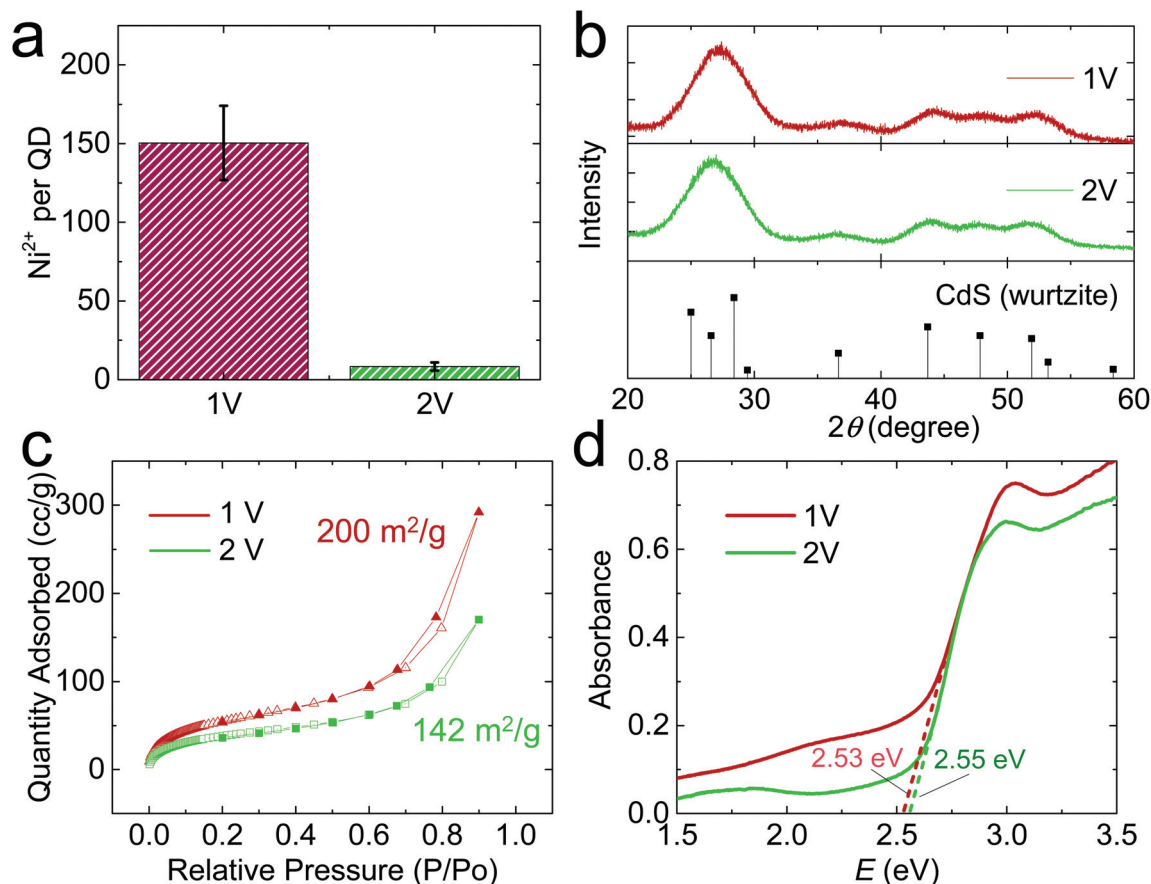 a
Ni²⁺ per QD
200
150
100
50
0
1V
2V
b
Intensity
1V
2V
CdS (wurtzite)
20
30
40
50
60
2θ (degree)
c
Quantity Adsorbed (cc/g)
300
200
100
0
1 V
2 V
200 m²/g
142 m²/g
0.0
0.2
0.4
0.6
0.8
1.0
Relative Pressure (P/Po)
d
Absorbance
0.8
0.6
0.4
0.2
0.0
1V
2V
2.53 eV
2.55 eV
1.5
2.0
2.5
3.0
3.5
E (eV)